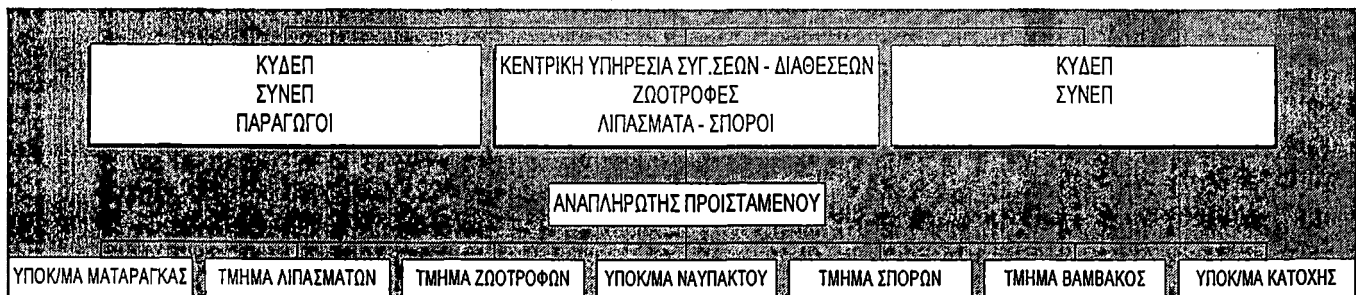 ΚΥΔΕΠ
ΣΥΝΕΠ
ΠΑΡΑΓΩΓΟΙ
ΚΕΝΤΡΙΚΗ ΥΠΗΡΕΣΙΑ ΣΥΓ.ΣΕΩΝ - ΔΙΑΘΕΣΕΩΝ
ΖΩΟΤΡΟΦΕΣ
ΛΙΠΑΣΜΑΤΑ - ΣΠΟΡΟΙ
ΚΥΔΕΠ
ΣΥΝΕΠ
ΑΝΑΠΛΗΡΩΤΗΣ ΠΡΟΙΣΤΑΜΕΝΟΥ
ΥΠΟΚ/ΜΑ ΜΑΤΑΡΑΓΚΑΣ
ΤΜΗΜΑ ΛΙΠΑΣΜΑΤΩΝ
ΤΜΗΜΑ ΖΩΟΤΡΟΦΩΝ
ΥΠΟΚ/ΜΑ ΝΑΥΠΑΚΤΟΥ
ΤΜΗΜΑ ΣΠΟΡΩΝ
ΤΜΗΜΑ ΒΑΜΒΑΚΟΣ
ΥΠΟΚ/ΜΑ ΚΑΤΟΧΗΣ